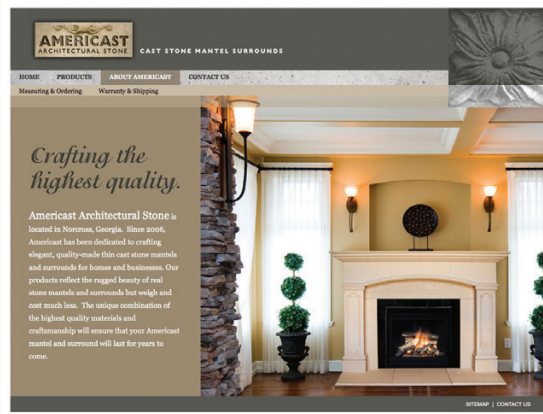 AMERICAST
ARCHITECTURAL STONE
CAST STONE MANTEL SURROUNDS
HOME PRODUCTS ABOUT AMERICAST CONTACT US
Measuring & Ordering Warranty & Shipping
Crafting the
highest quality.
Americast Architectural Stone is
located in Norcross, Georgia. Since 2006,
Americast has been dedicated to crafting
elegant, quality-made thin cast stone mantels
and surrounds for homes and businesses. Our
products reflect the rugged beauty of real
stone mantels and surrounds but weigh and
cost much less. The unique combination of
the highest quality materials and
craftsmanship will ensure that your Americast
mantel and surround will last for years to
come.
SITEMAP | CONTACT US